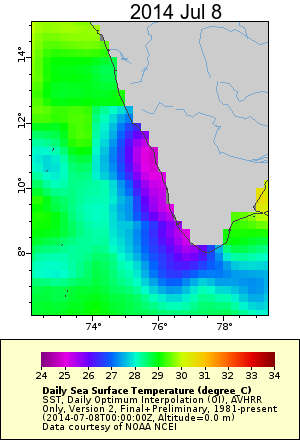 2014 Jul 8
14°
12°
10°
8°
74° 76° 78°
24 25 27 28 29 30 31 32 33 34
Daily Sea Surface Temperature (degree_C)
SST, Daily Optimum Interpolation (OI), AVHRR
Only, Version 2, Final+Preliminary, 1981-present
(2014-07-08T00:00:00Z, Altitude=0.0 m)
Data courtesy of NOAA NCEI